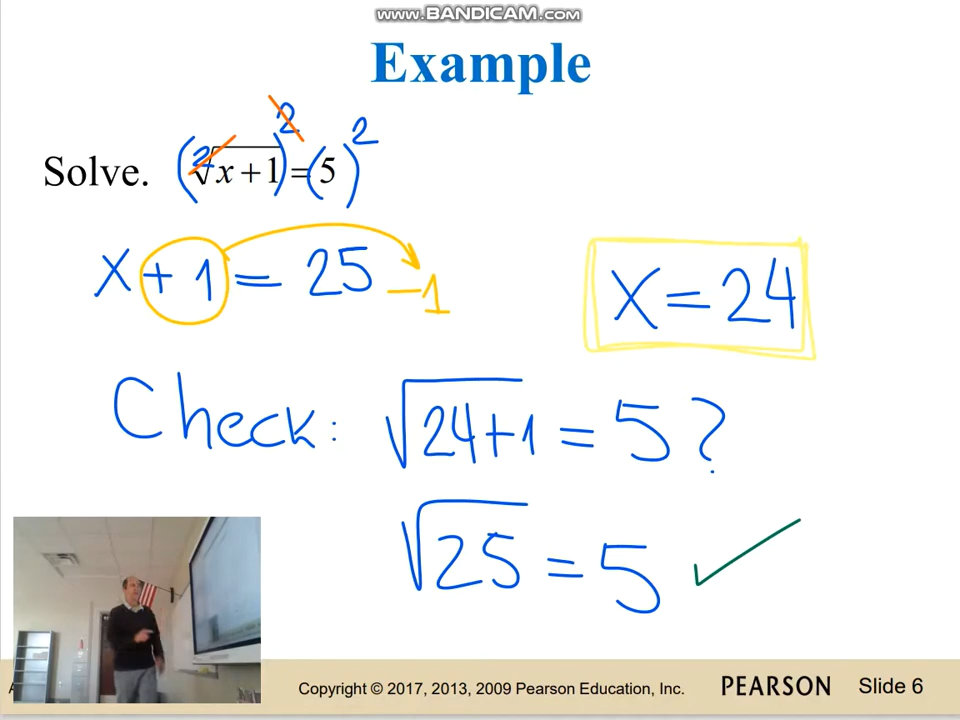 www.BANDICAM.com
Example
Solve. (²√x + 1)² = (5)²
x + 1 = 25 - 1
x = 24
Check: √24+1 = 5?
√25 = 5 ✓
Copyright © 2017, 2013, 2009 Pearson Education, Inc. PEARSON Slide 6